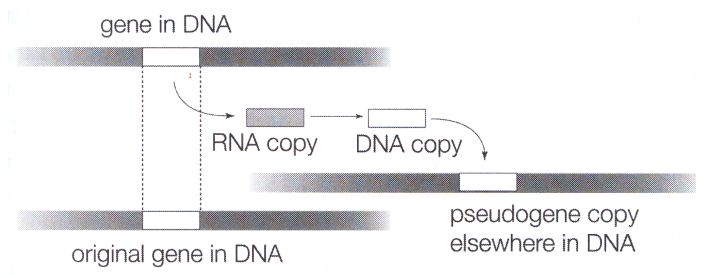 gene in DNA
RNA copy
DNA copy
pseudogene copy
elsewhere in DNA
original gene in DNA